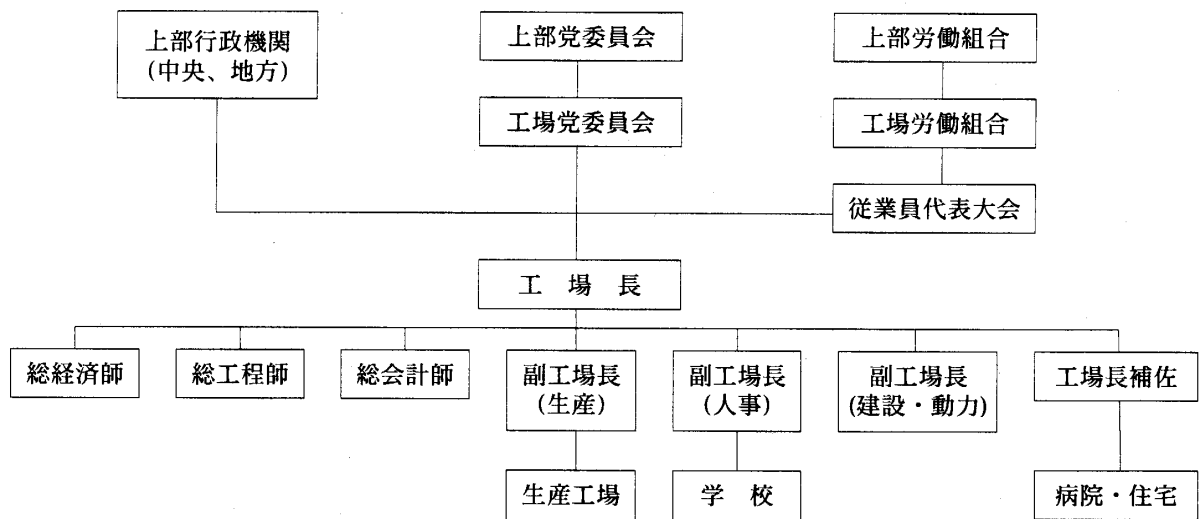 上部行政機関
(中央、地方)
上部党委員会
上部労働組合
工場党委員会
工場労働組合
従業員代表大会
工 場 長
総経済師
総工程師
総会計師
副工場長
(生産)
副工場長
(人事)
副工場長
(建設・動力)
工場長補佐
生産工場
学 校
病院・住宅